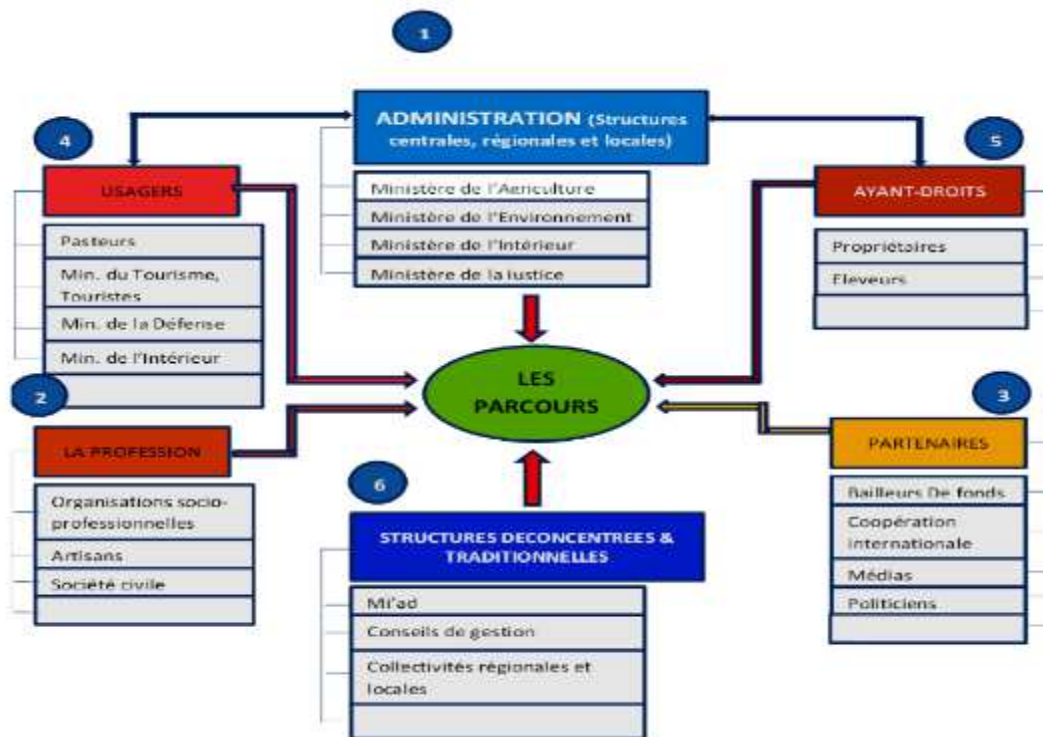 1
ADMINISTRATION (Structures
centrales, régionales et locales)
Ministère de l'Agriculture
Ministère de l'Environnement
Ministère de l'Intérieur
Ministère de la justice
4
USAGERS
Pasteurs
Min. du Tourisme,
Touristes
Min. de la Défense
Min. de l'Intérieur
5
AYANT-DROITS
Propriétaires
Eleveurs
LES
PARCOURS
2
LA PROFESSION
Organisations socio-
professionnelles
Artisans
Société civile
6
STRUCTURES DECONCENTREES &
TRADITIONNELLES
Mi'ad
Conseils de gestion
Collectivités régionales et
locales
3
PARTENAIRES
Bailleurs De fonds
Coopération
internationale
Médias
Politiciens